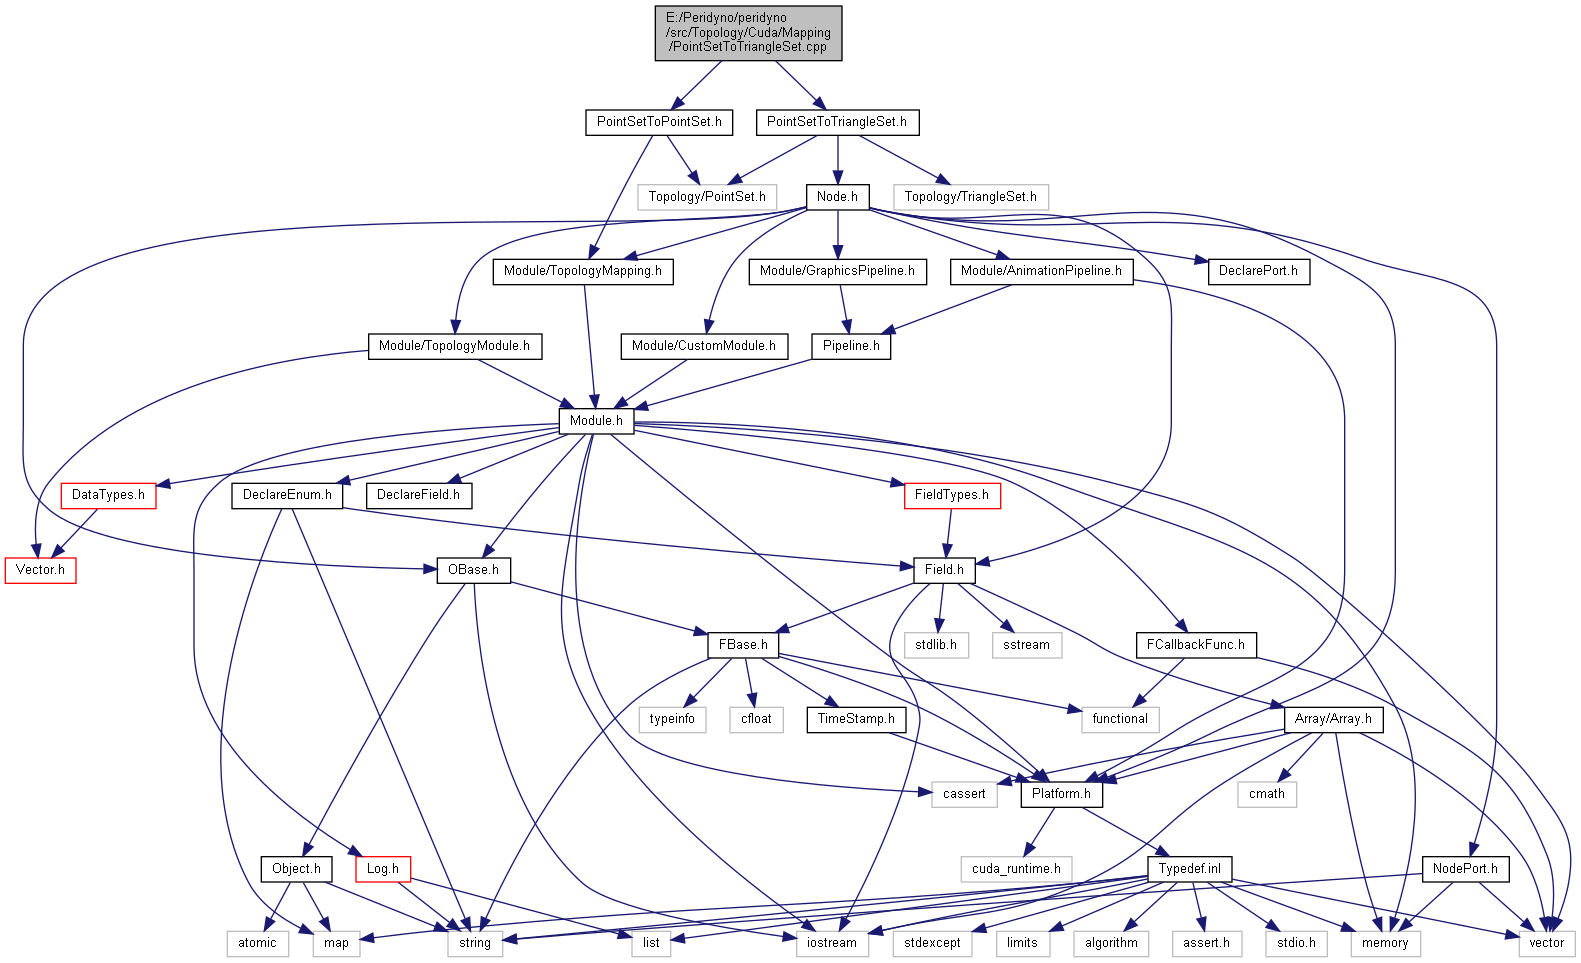 E:/Peridyno/peridyno
/src/Topology/Cuda/Mapping
/PointSetToTriangleSet.cpp
PointSetToPointSet.h
PointSetToTriangleSet.h
Topology/PointSet.h
Node.h
Topology/TriangleSet.h
Module/TopologyMapping.h
Module/GraphicsPipeline.h
Module/AnimationPipeline.h
DeclarePort.h
Module/TopologyModule.h
Module/CustomModule.h
Pipeline.h
Module.h
DataTypes.h
DeclareEnum.h
DeclareField.h
FieldTypes.h
Vector.h
OBase.h
Field.h
FBase.h
stdlib.h
sstream
FCallbackFunc.h
typeinfo
cfloat
TimeStamp.h
functional
Array/Array.h
cassert
Platform.h
cmath
Object.h
Log.h
cuda_runtime.h
Typedef.inl
NodePort.h
atomic
map
string
list
iostream
stdexcept
limits
algorithm
assert.h
stdio.h
memory
vector